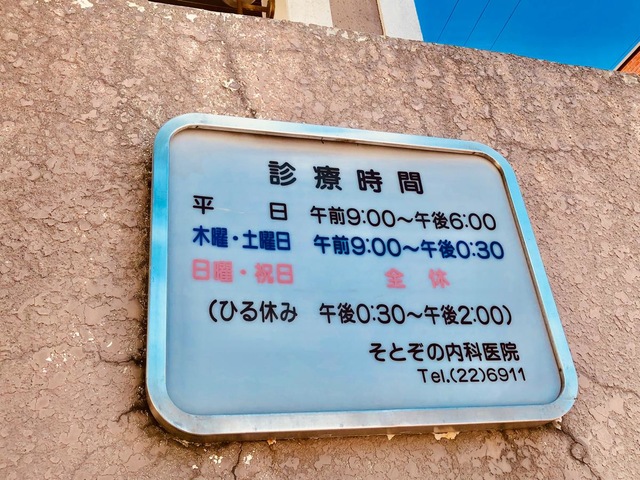 診療時間
平日 午前9:00～午後6:00
木曜・土曜日 午前9:00～午後0:30
日曜・祝日 全休
(ひる休み 午後0:30～午後2:00)
そとぞの内科医院
Tel.(22)6911